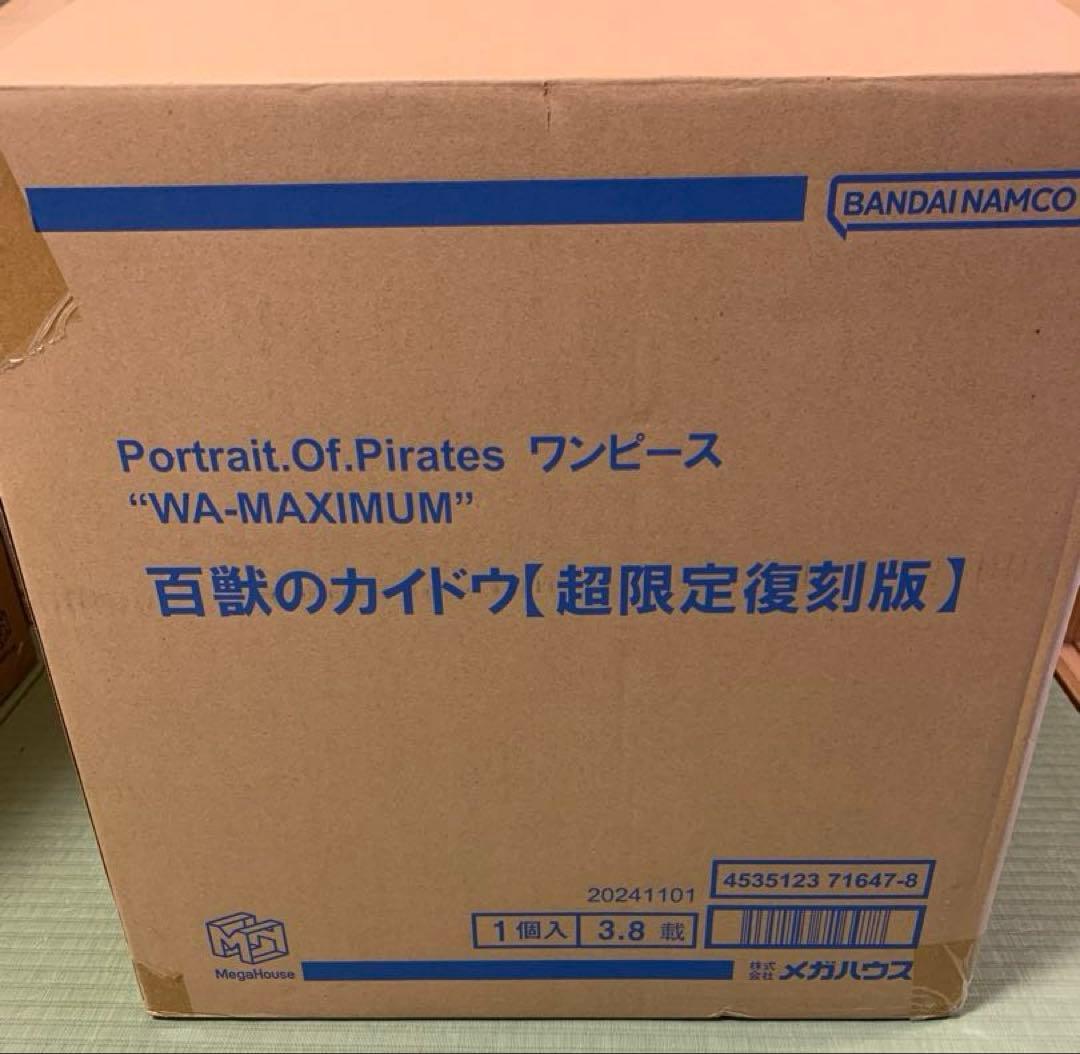 BANDAI NAMCO
Portrait.Of.Pirates ワンピース
“WA-MAXIMUM”
百獣のカイドウ【超限定復刻版】
4535123 71647-8
20241101
1個入 3.8 載
MegaHouse
株式会社 メガハウス